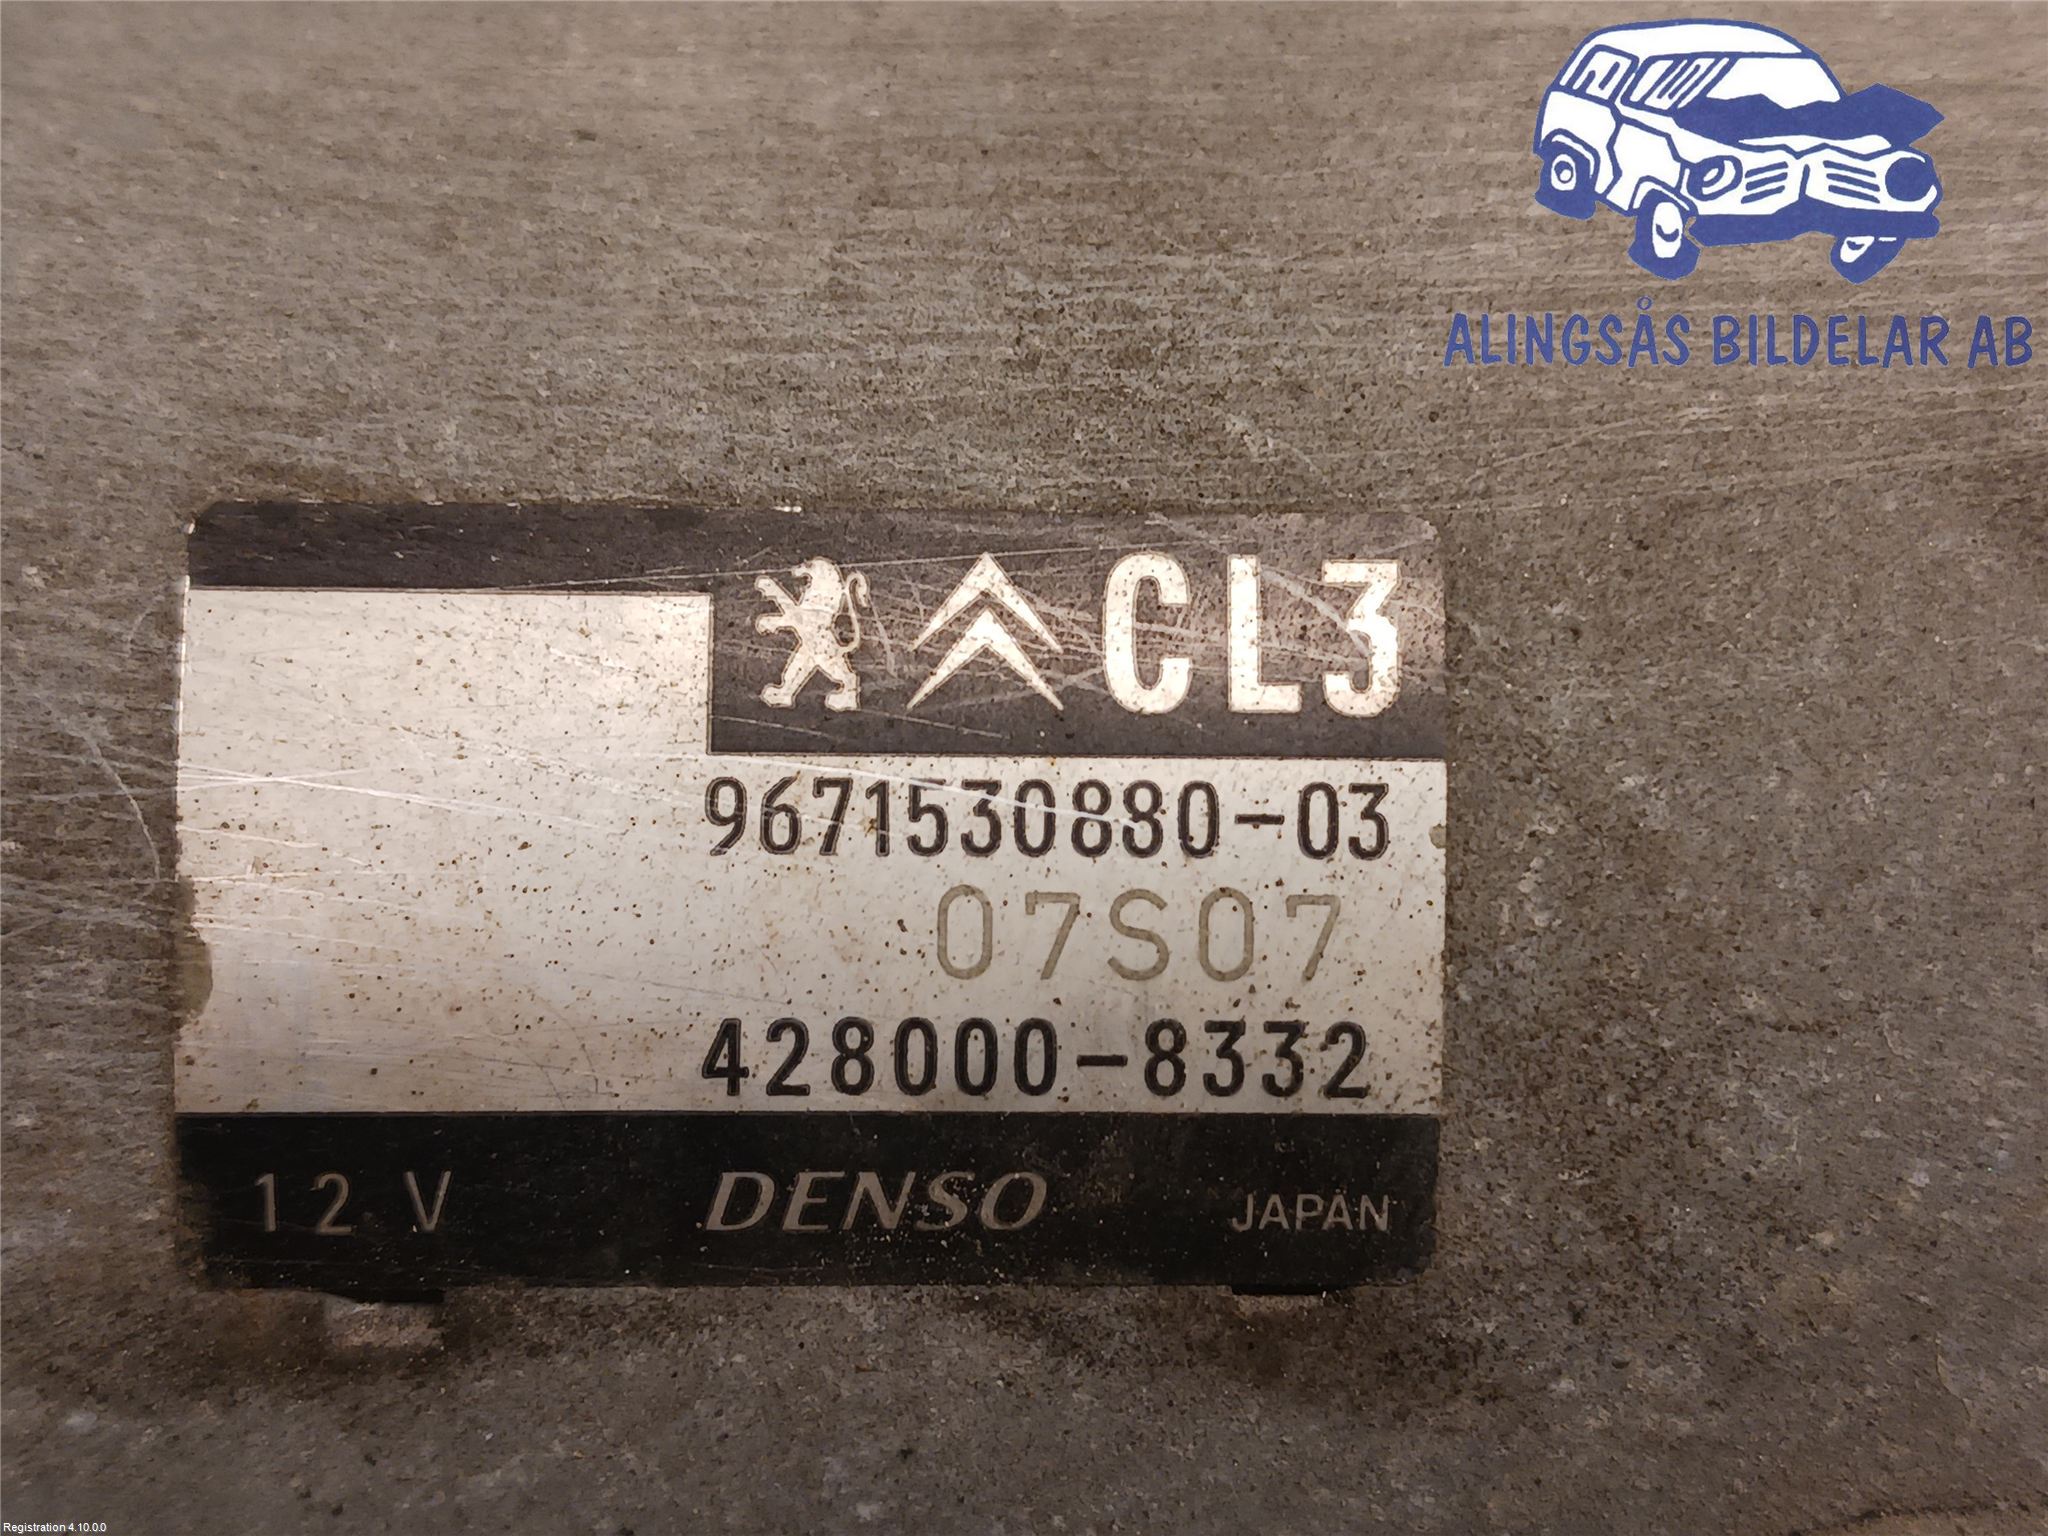 ALINGSÅS BILDELAR AB
CL3
9671530880-03
07S07
428000-8332
12 V DENSO JAPAN
Registration 4.10.0.0